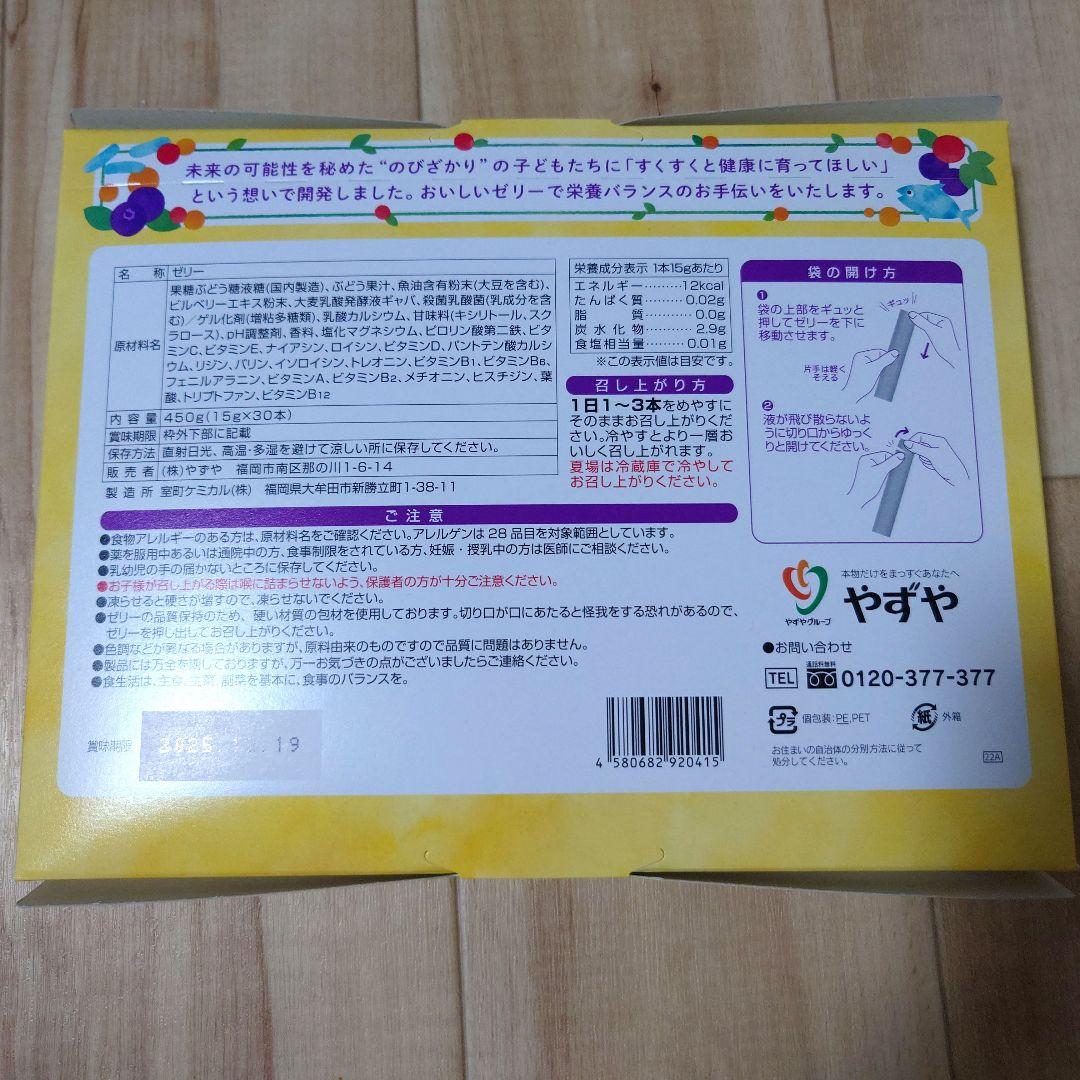 未来の可能性を秘めた“のびざかり”の子どもたちに「すくすくと健康に育ってほしい」
という想いで開発しました。おいしいゼリーで栄養バランスのお手伝いをいたします。
名 称 ゼリー
原材料名
果糖ぶどう糖液糖(国内製造)、ぶどう果汁、魚油含有粉末(大豆を含む)、
ビルベリーエキス粉末、大麦乳酸発酵液ギャバ、殺菌乳酸菌(乳成分を含
む)/ゲル化剤(増粘多糖類)、乳酸カルシウム、甘味料(キシリトール、スク
ラロース)、pH調整剤、香料、塩化マグネシウム、ピロリン酸第二鉄、ビタ
ミンC、ビタミンE、ナイアシン、ロイシン、ビタミンD、パントテン酸カルシ
ウム、リジン、バリン、イソロイシン、トレオニン、ビタミンB1、ビタミンB6、
フェニルアラニン、ビタミンA、ビタミンB2、メチオニン、ヒスチジン、葉
酸、トリプトファン、ビタミンB12
内 容 量 450g(15g×30本)
賞味期限 枠外下部に記載
保存方法 直射日光、高温・多湿を避けて涼しい所に保存してください。
販 売 者 (株)やずや 福岡市南区那の川1-6-14
製 造 所 室町ケミカル(株) 福岡県大牟田市新勝立町1-38-11
栄養成分表示 1本15gあたり
エネルギー 12kcal
たんぱく質 0.02g
脂 質 0.0g
炭水化物 2.9g
食塩相当量 0.01g
※この表示値は目安です。
召し上がり方
1日1~3本をめやすに
そのままお召し上がりくだ
さい。冷やすとより一層お
いしく召し上がれます。
夏場は冷蔵庫で冷やして
お召し上がりください。
袋の開け方
1
袋の上部をギュッと
押してゼリーを下に
移動させます。
ギュッ
片手は軽く
そえる
2
液が飛び散らないよ
うに切り口からゆっく
りと開けてください。
ご注意
●食物アレルギーのある方は、原材料名をご確認ください。アレルゲンは28品目を対象範囲としています。
●薬を服用中あるいは通院中の方、食事制限をされている方、妊娠・授乳中の方は医師にご相談ください。
●乳幼児の手の届かないところに保存してください。
●お子様が召し上がる際は喉に詰まらせないよう、保護者の方が十分ご注意ください。
●凍らせると硬さが増すので、凍らせないでください。
●ゼリーの品質保持のため、硬い材質の包材を使用しております。切り口が口にあたると怪我をする恐れがあるので、
ゼリーを押し出してお召し上がりください。
●色調などが異なる場合がありますが、原料由来のものですので品質に問題はありません。
●製品には万全を期しておりますが、万一お気づきの点がございましたらご連絡ください。
●食生活は、主食、主菜、副菜を基本に、食事のバランスを。
やずやグループ
本物だけをまっすぐあなたへ
やずや
●お問い合わせ
TEL 通話料無料 0120-377-377
プラ 個包装:PE,PET 紙 外箱
お住まいの自治体の分別方法に従って
処分してください。
22A
賞味期限 19
4 580682 920415